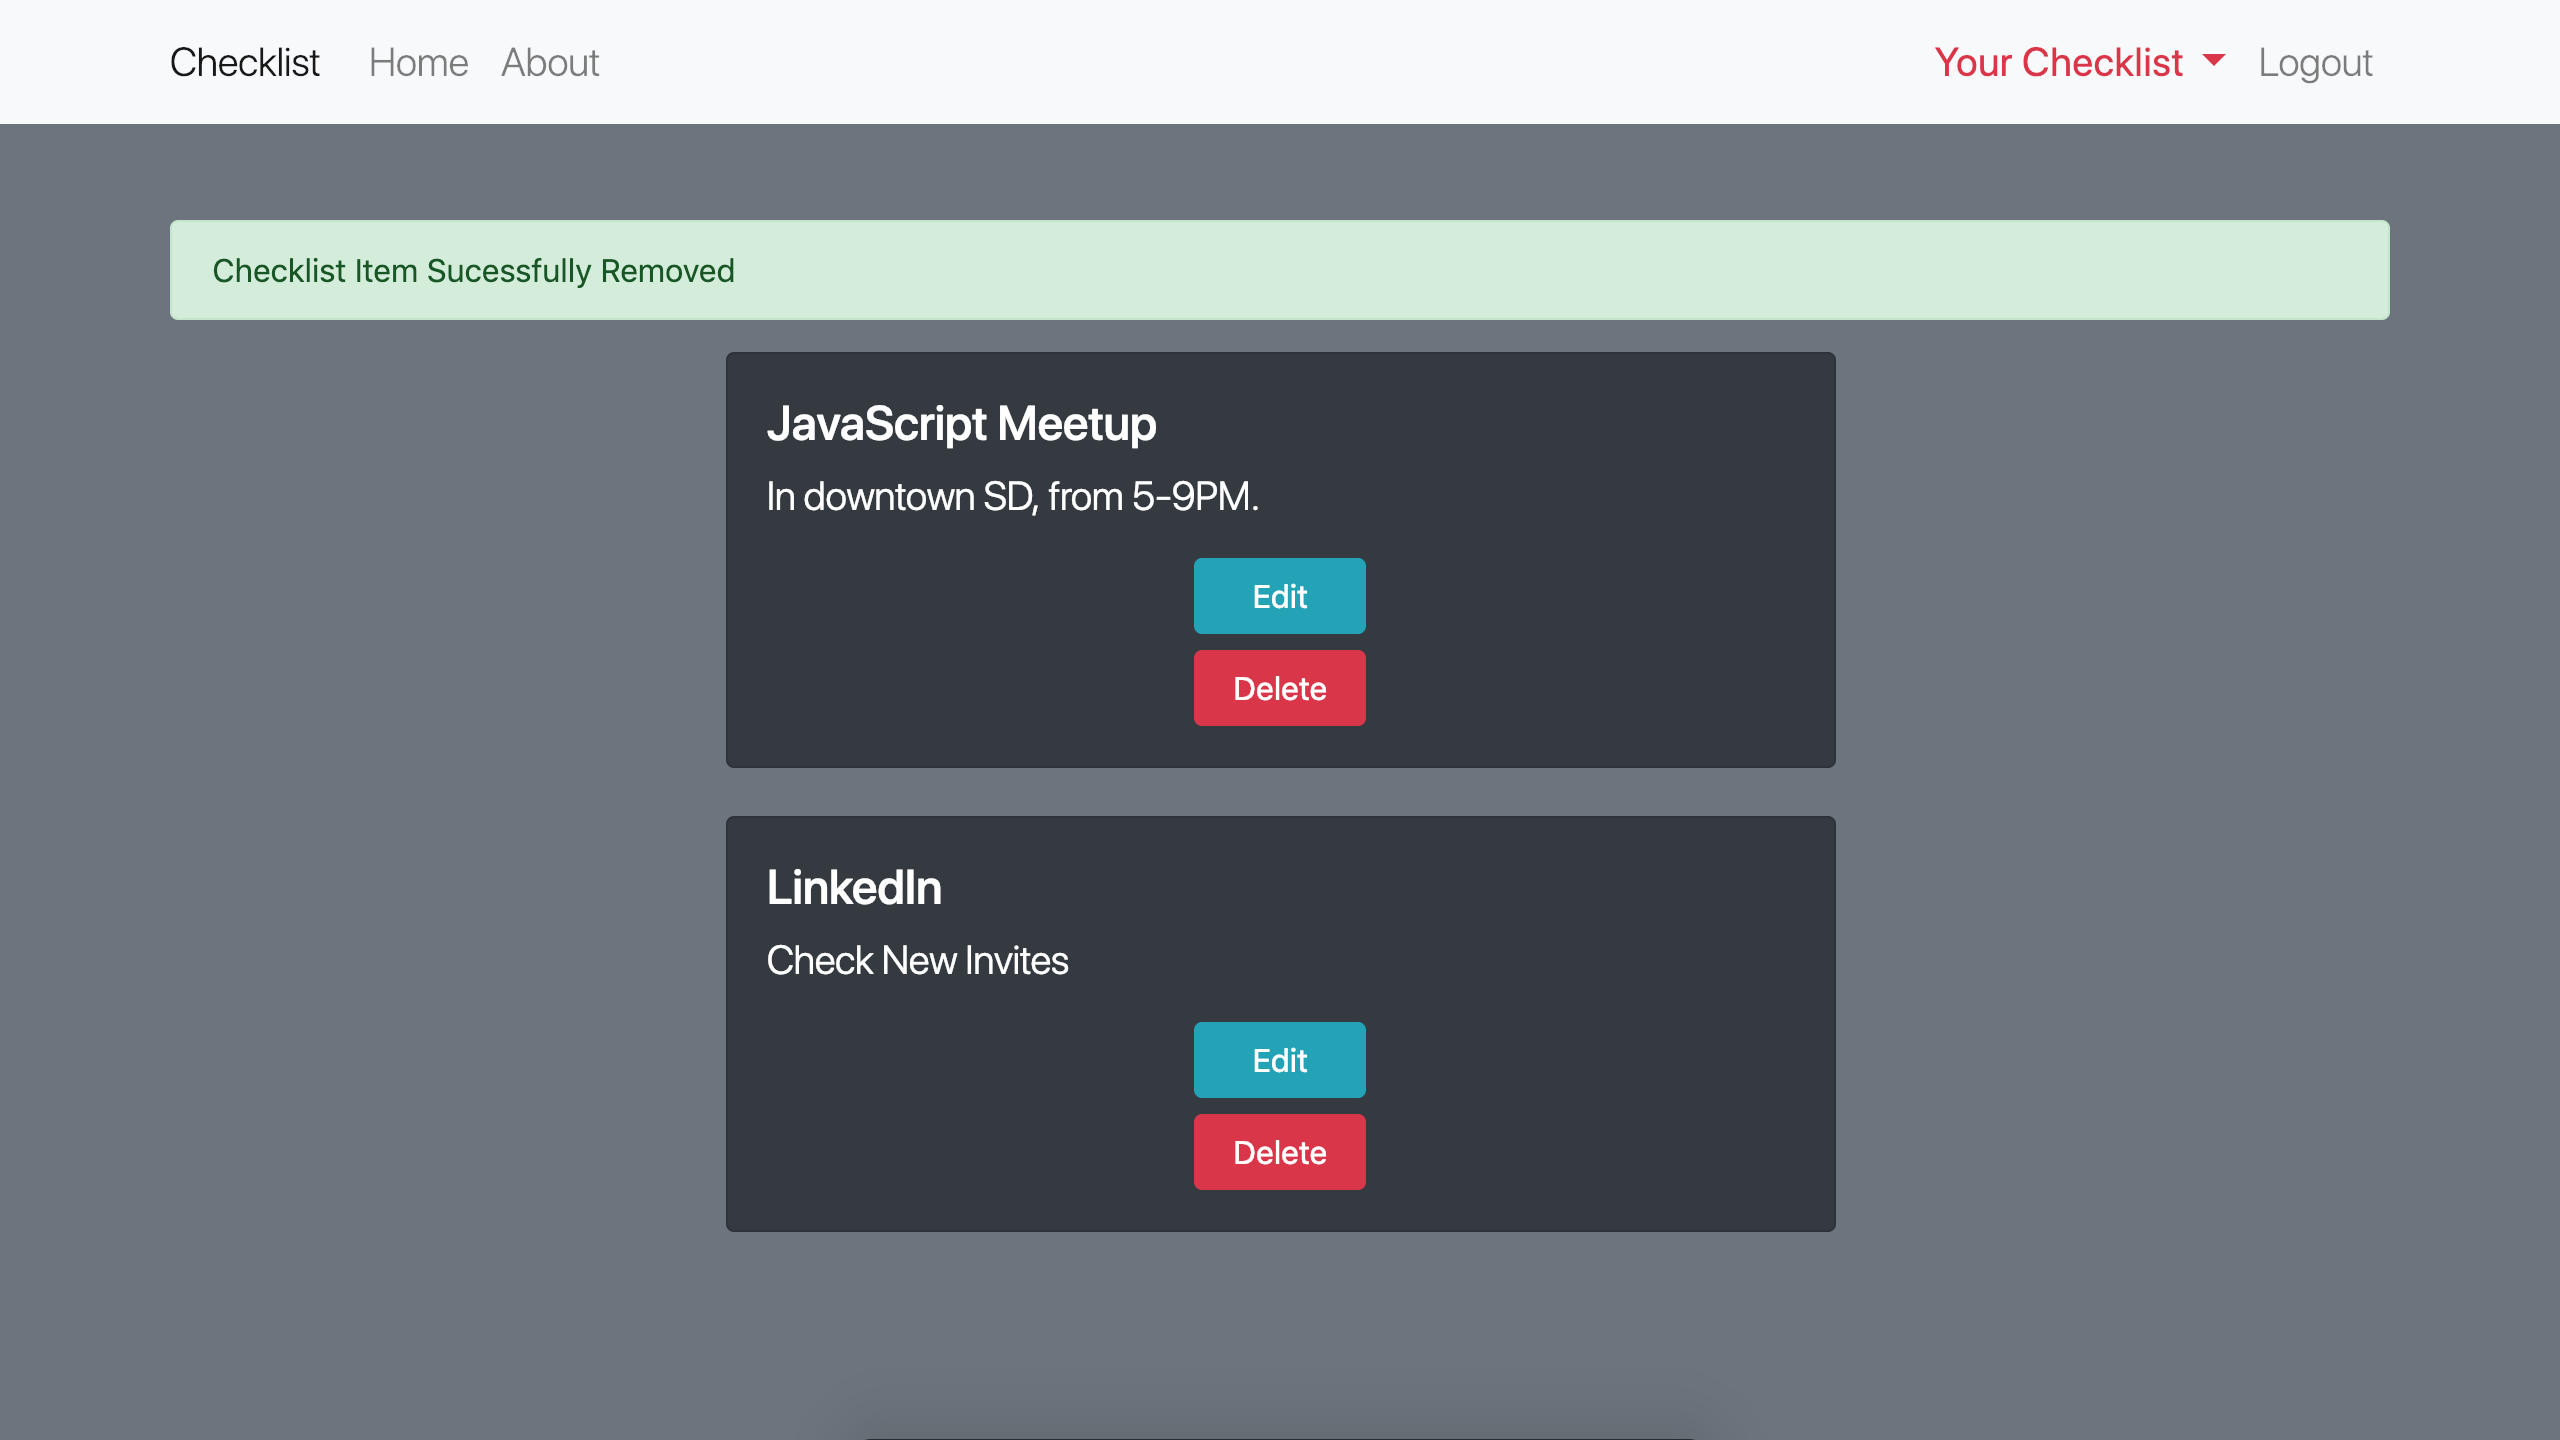 Checklist Home About Your Checklist Logout
Checklist Item Sucessfully Removed
JavaScript Meetup
In downtown SD, from 5-9PM.
Edit
Delete
LinkedIn
Check New Invites
Edit
Delete